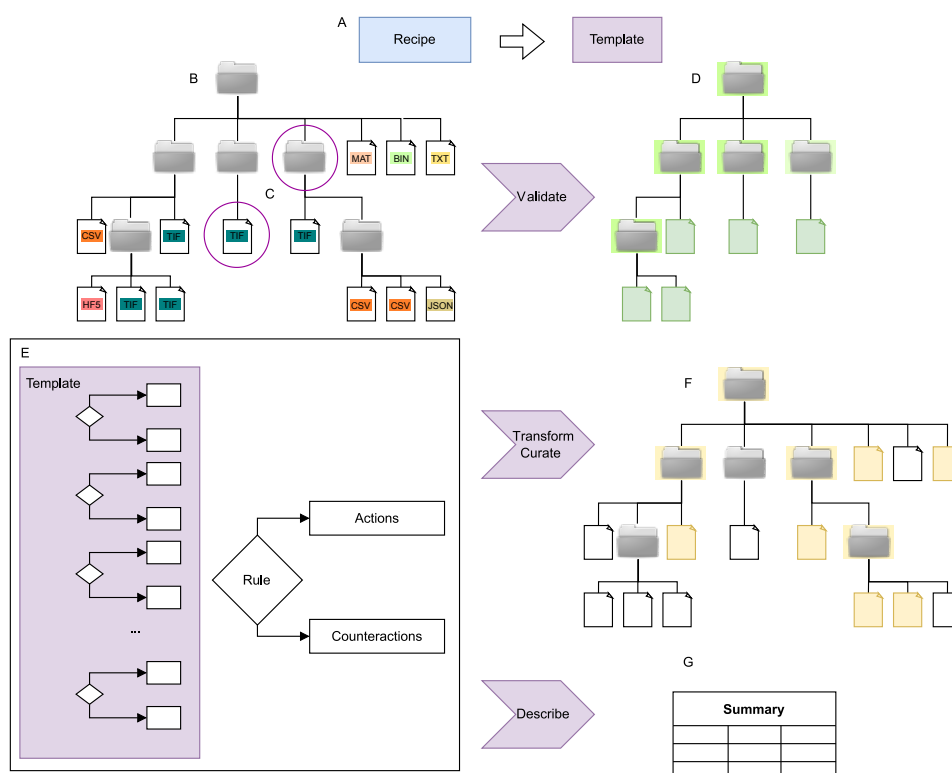 A
Recipe
Template
B
D
MAT
BIN
TXT
Validate
C
CSV
TIF
TIF
TIF
HF5
TIF
TIF
CSV
CSV
JSON
E
Template
F
Transform
Curate
Actions
Rule
...
Counteractions
G
Describe
Summary